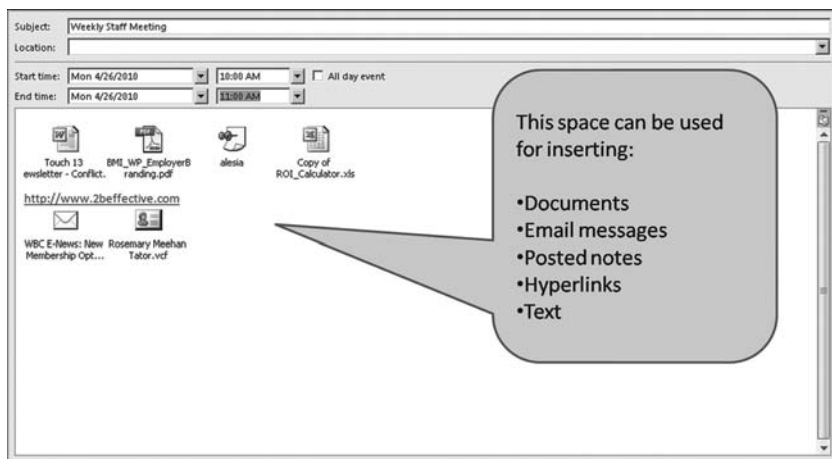 Subject: Weekly Staff Meeting
Location:
Start time: Mon 4/26/2010 10:00 AM All day event
End time: Mon 4/26/2010 11:00 AM
Touch 13 ewsletter - Conflict.
BMI_WP_EmployerB randing.pdf
alesia
Copy of ROI_Calculator.xls
http://www.2beffective.com
WBC E-News: New Membership Opt...
Rosemary Meehan Tator.vcf
This space can be used
for inserting:
•Documents
•Email messages
•Posted notes
•Hyperlinks
•Text